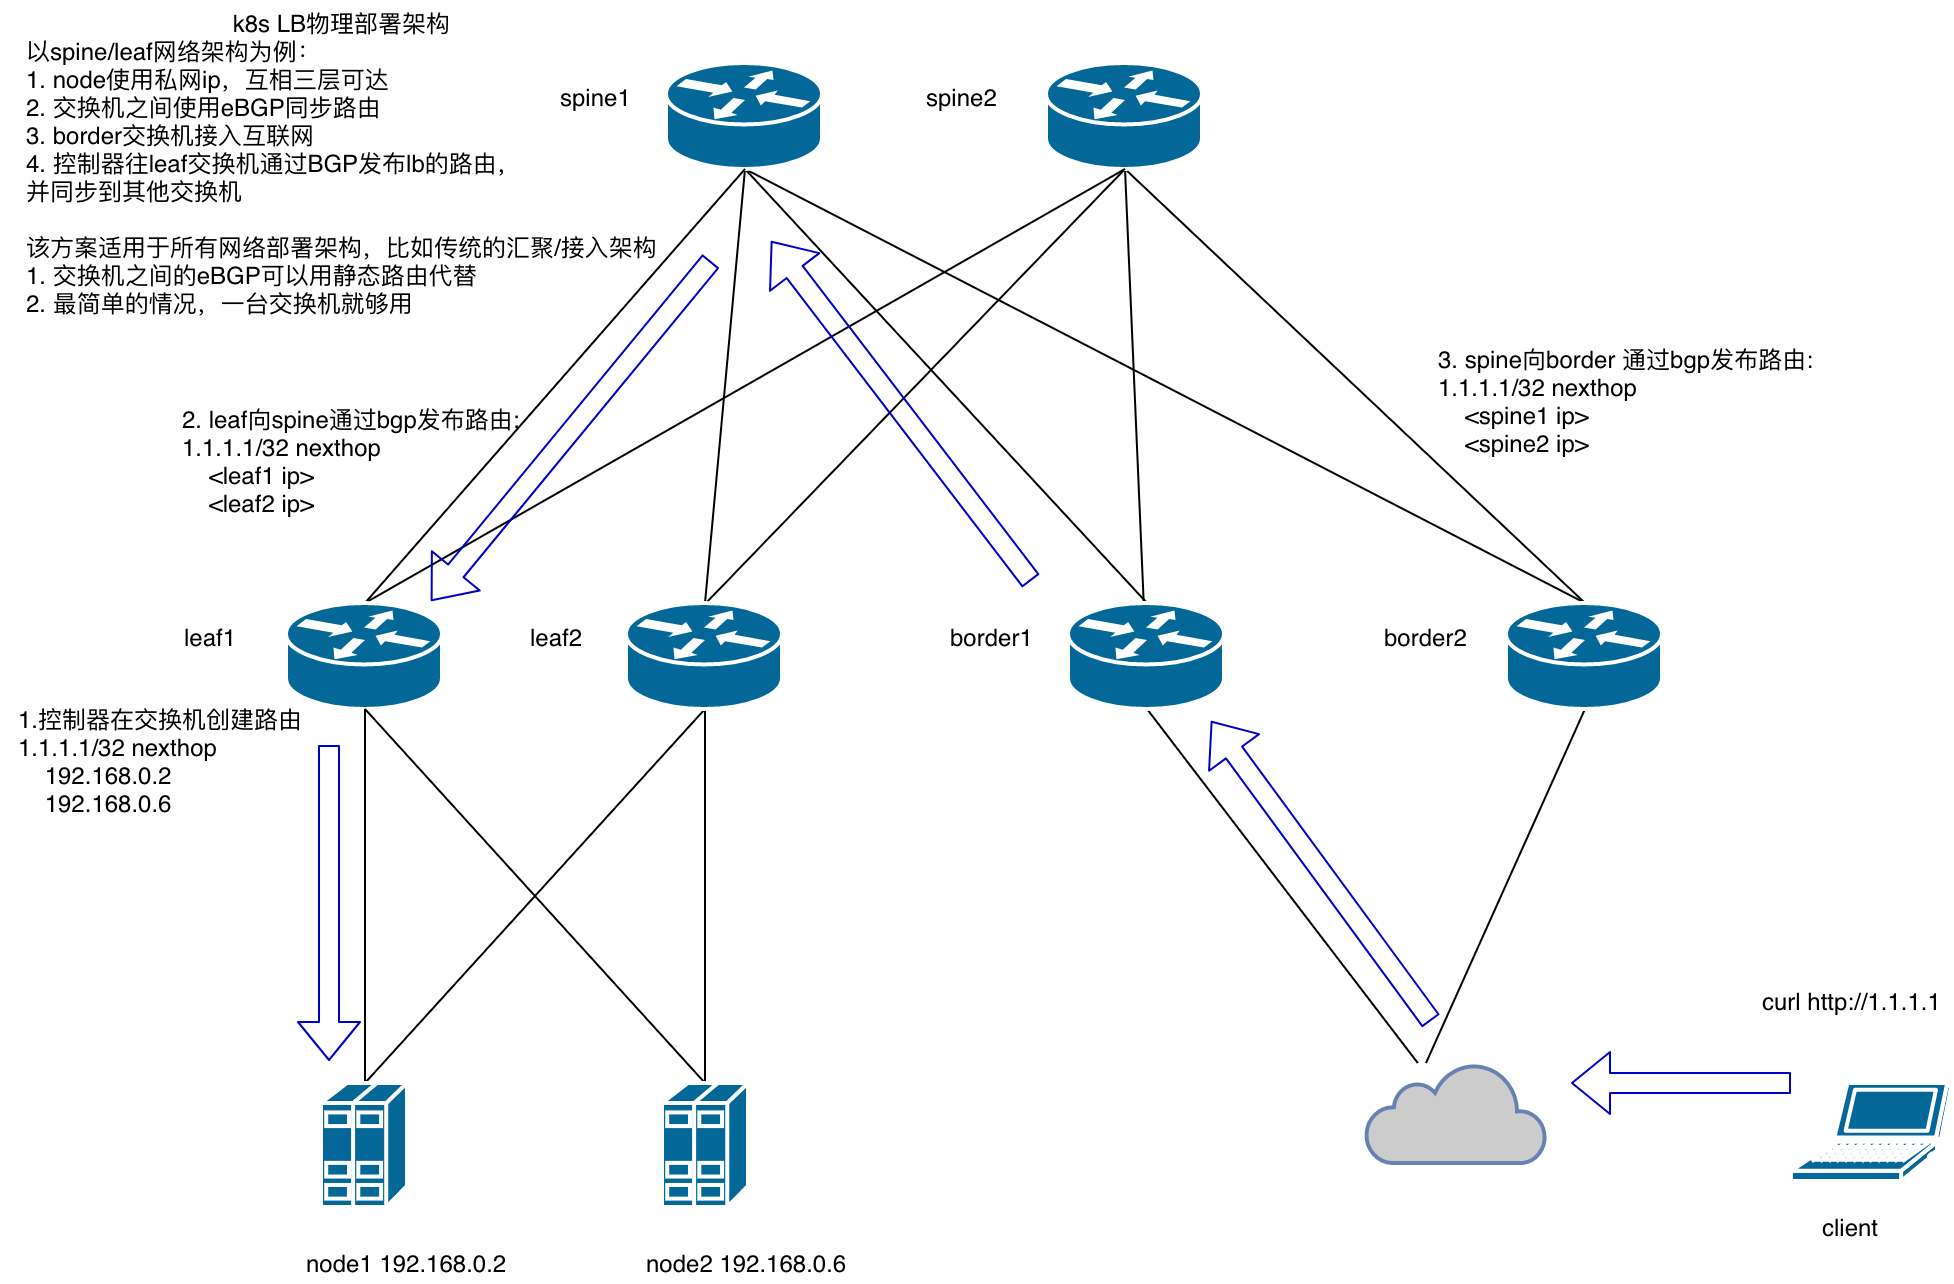 k8s LB物理部署架构
以spine/leaf网络架构为例：
1. node使用私网ip，互相三层可达
2. 交换机之间使用eBGP同步路由
3. border交换机接入互联网
4. 控制器往leaf交换机通过BGP发布lb的路由，
并同步到其他交换机
该方案适用于所有网络部署架构，比如传统的汇聚/接入架构
1. 交换机之间的eBGP可以用静态路由代替
2. 最简单的情况，一台交换机就够用
spine1
spine2
2. leaf向spine通过bgp发布路由:
1.1.1.1/32 nexthop
<leaf1 ip>
<leaf2 ip>
3. spine向border 通过bgp发布路由:
1.1.1.1/32 nexthop
<spine1 ip>
<spine2 ip>
leaf1
leaf2
border1
border2
1.控制器在交换机创建路由
1.1.1.1/32 nexthop
192.168.0.2
192.168.0.6
curl http://1.1.1.1
client
node1 192.168.0.2
node2 192.168.0.6